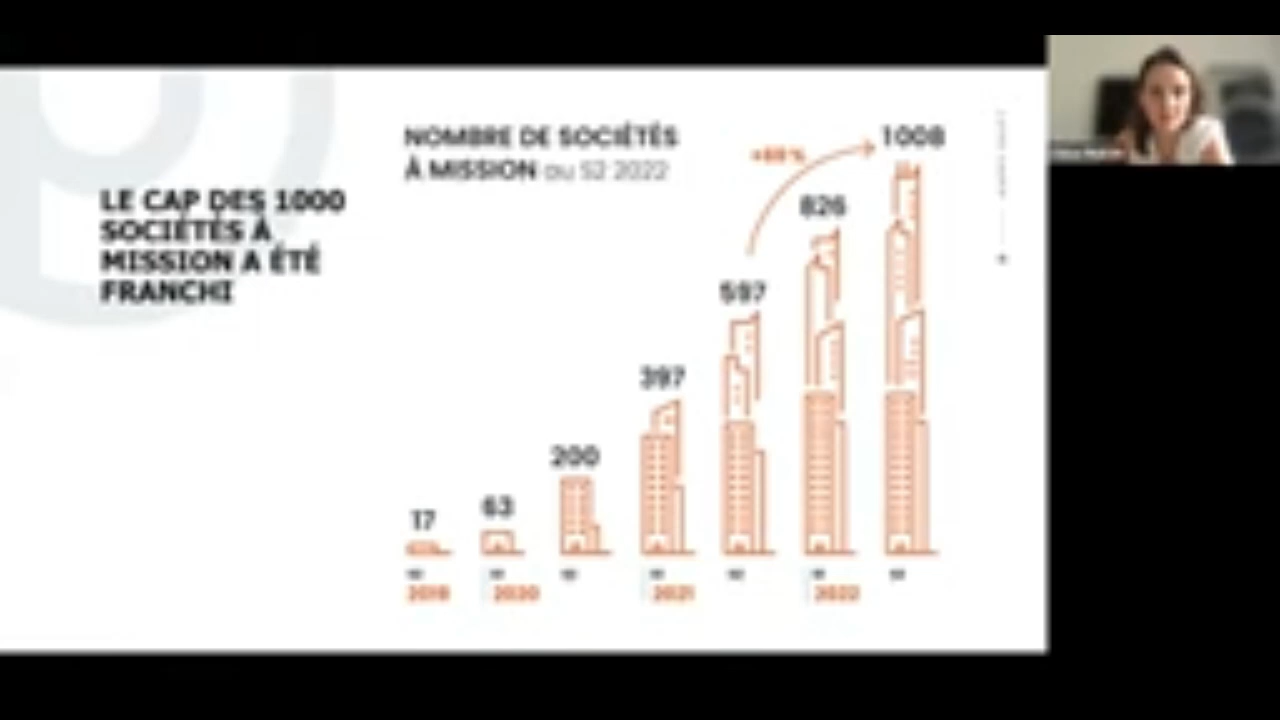 LE CAP DES 1000
SOCIÉTÉS À
MISSION A ÉTÉ
FRANCHI
NOMBRE DE SOCIÉTÉS
À MISSION au S2 2022
1008
826
597
397
200
63
17
2019
2020
2021
2022